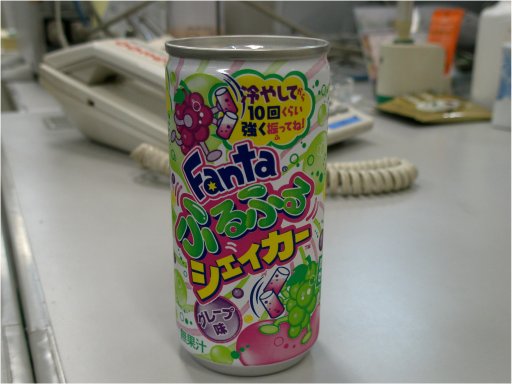 冷やしてから
10回くらい
強く振ってね!
Fanta
ふるふる
シェイカー
グレープ
味
無果汁